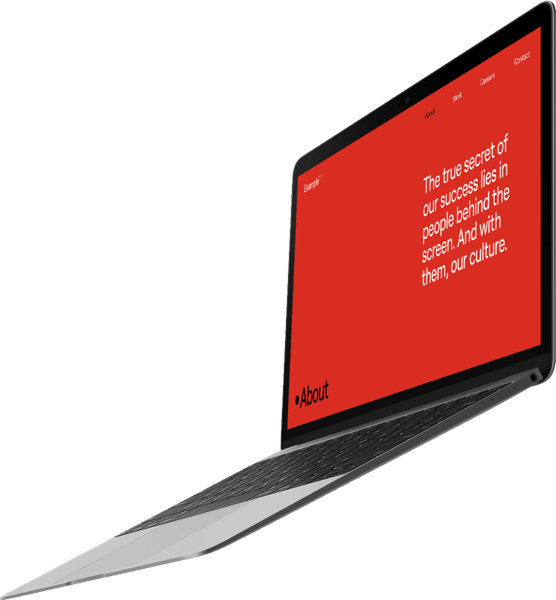 About
Work
Careers
Contact
Example
The true secret of
our success lies in
people behind the
screen. And with
them, our culture.
•About